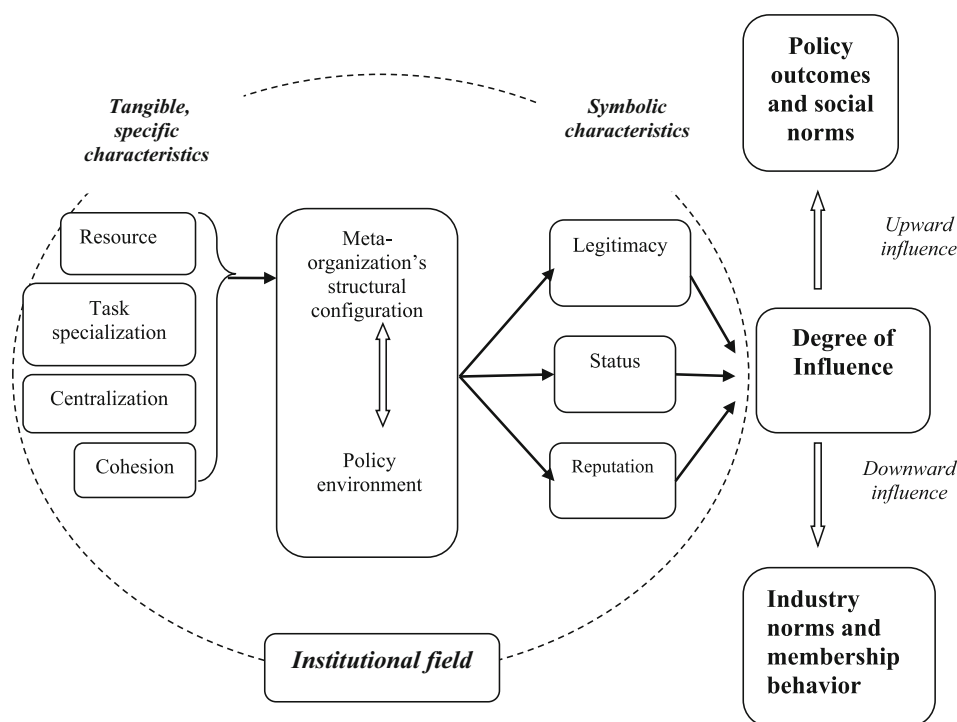 Tangible,
specific
characteristics
Symbolic
characteristics
Policy
outcomes
and social
norms
Resource
Task
specialization
Centralization
Cohesion
Meta-
organization’s
structural
configuration
Policy
environment
Legitimacy
Status
Reputation
Upward
influence
Degree of
Influence
Downward
influence
Industry
norms and
membership
behavior
Institutional field